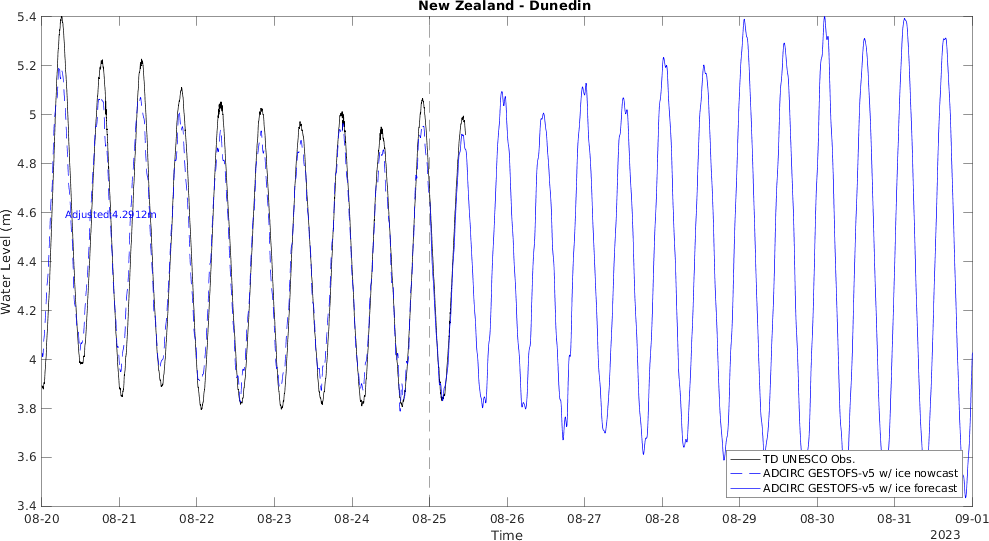 New Zealand - Dunedin
5.4
5.2
5
4.8
4.6
4.4
4.2
4
3.8
3.6
3.4
Water Level (m)
Adjusted 4.2912m
TD UNESCO Obs.
ADCIRC GESTOFS-v5 w/ ice nowcast
ADCIRC GESTOFS-v5 w/ ice forecast
08-20 08-21 08-22 08-23 08-24 08-25 08-26 08-27 08-28 08-29 08-30 08-31 09-01
Time
2023